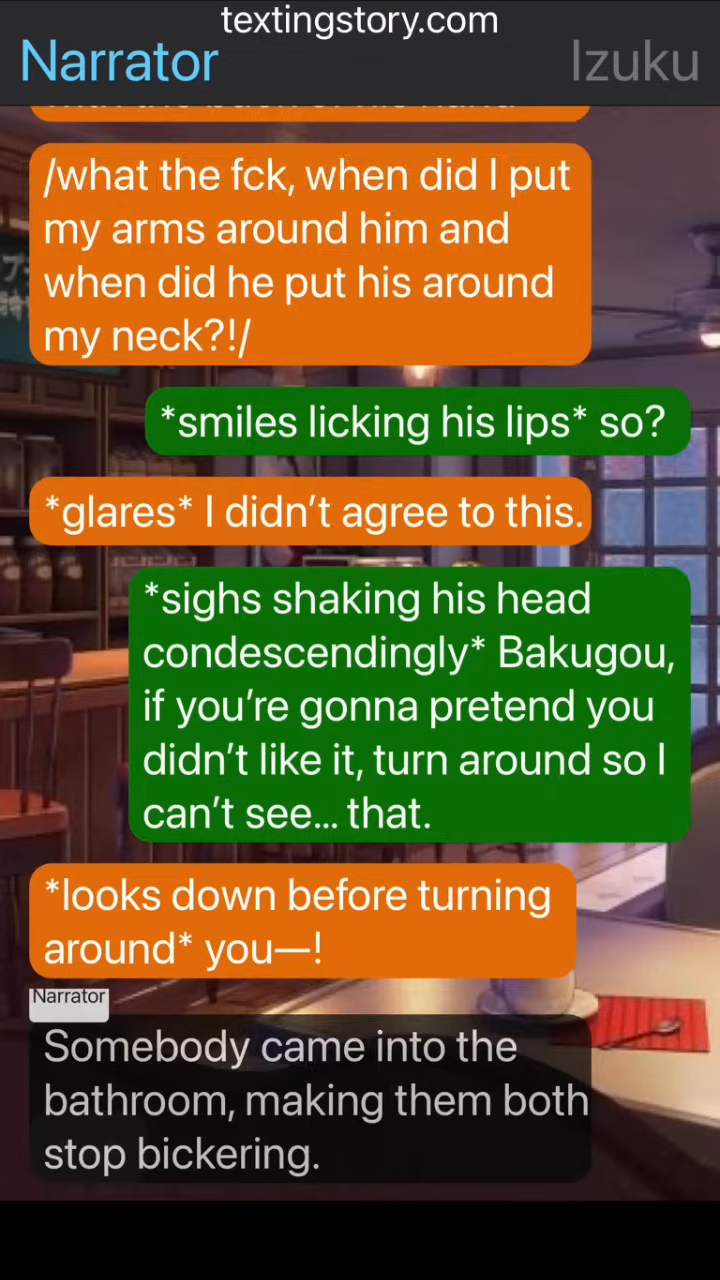 textingstory.com
Narrator
Izuku
/what the fck, when did I put
my arms around him and
when did he put his around
my neck?!/
*smiles licking his lips* so?
*glares* I didn’t agree to this.
*sighs shaking his head
condescendingly* Bakugou,
if you’re gonna pretend you
didn’t like it, turn around so I
can’t see... that.
*looks down before turning
around* you—!
Narrator
Somebody came into the
bathroom, making them both
stop bickering.